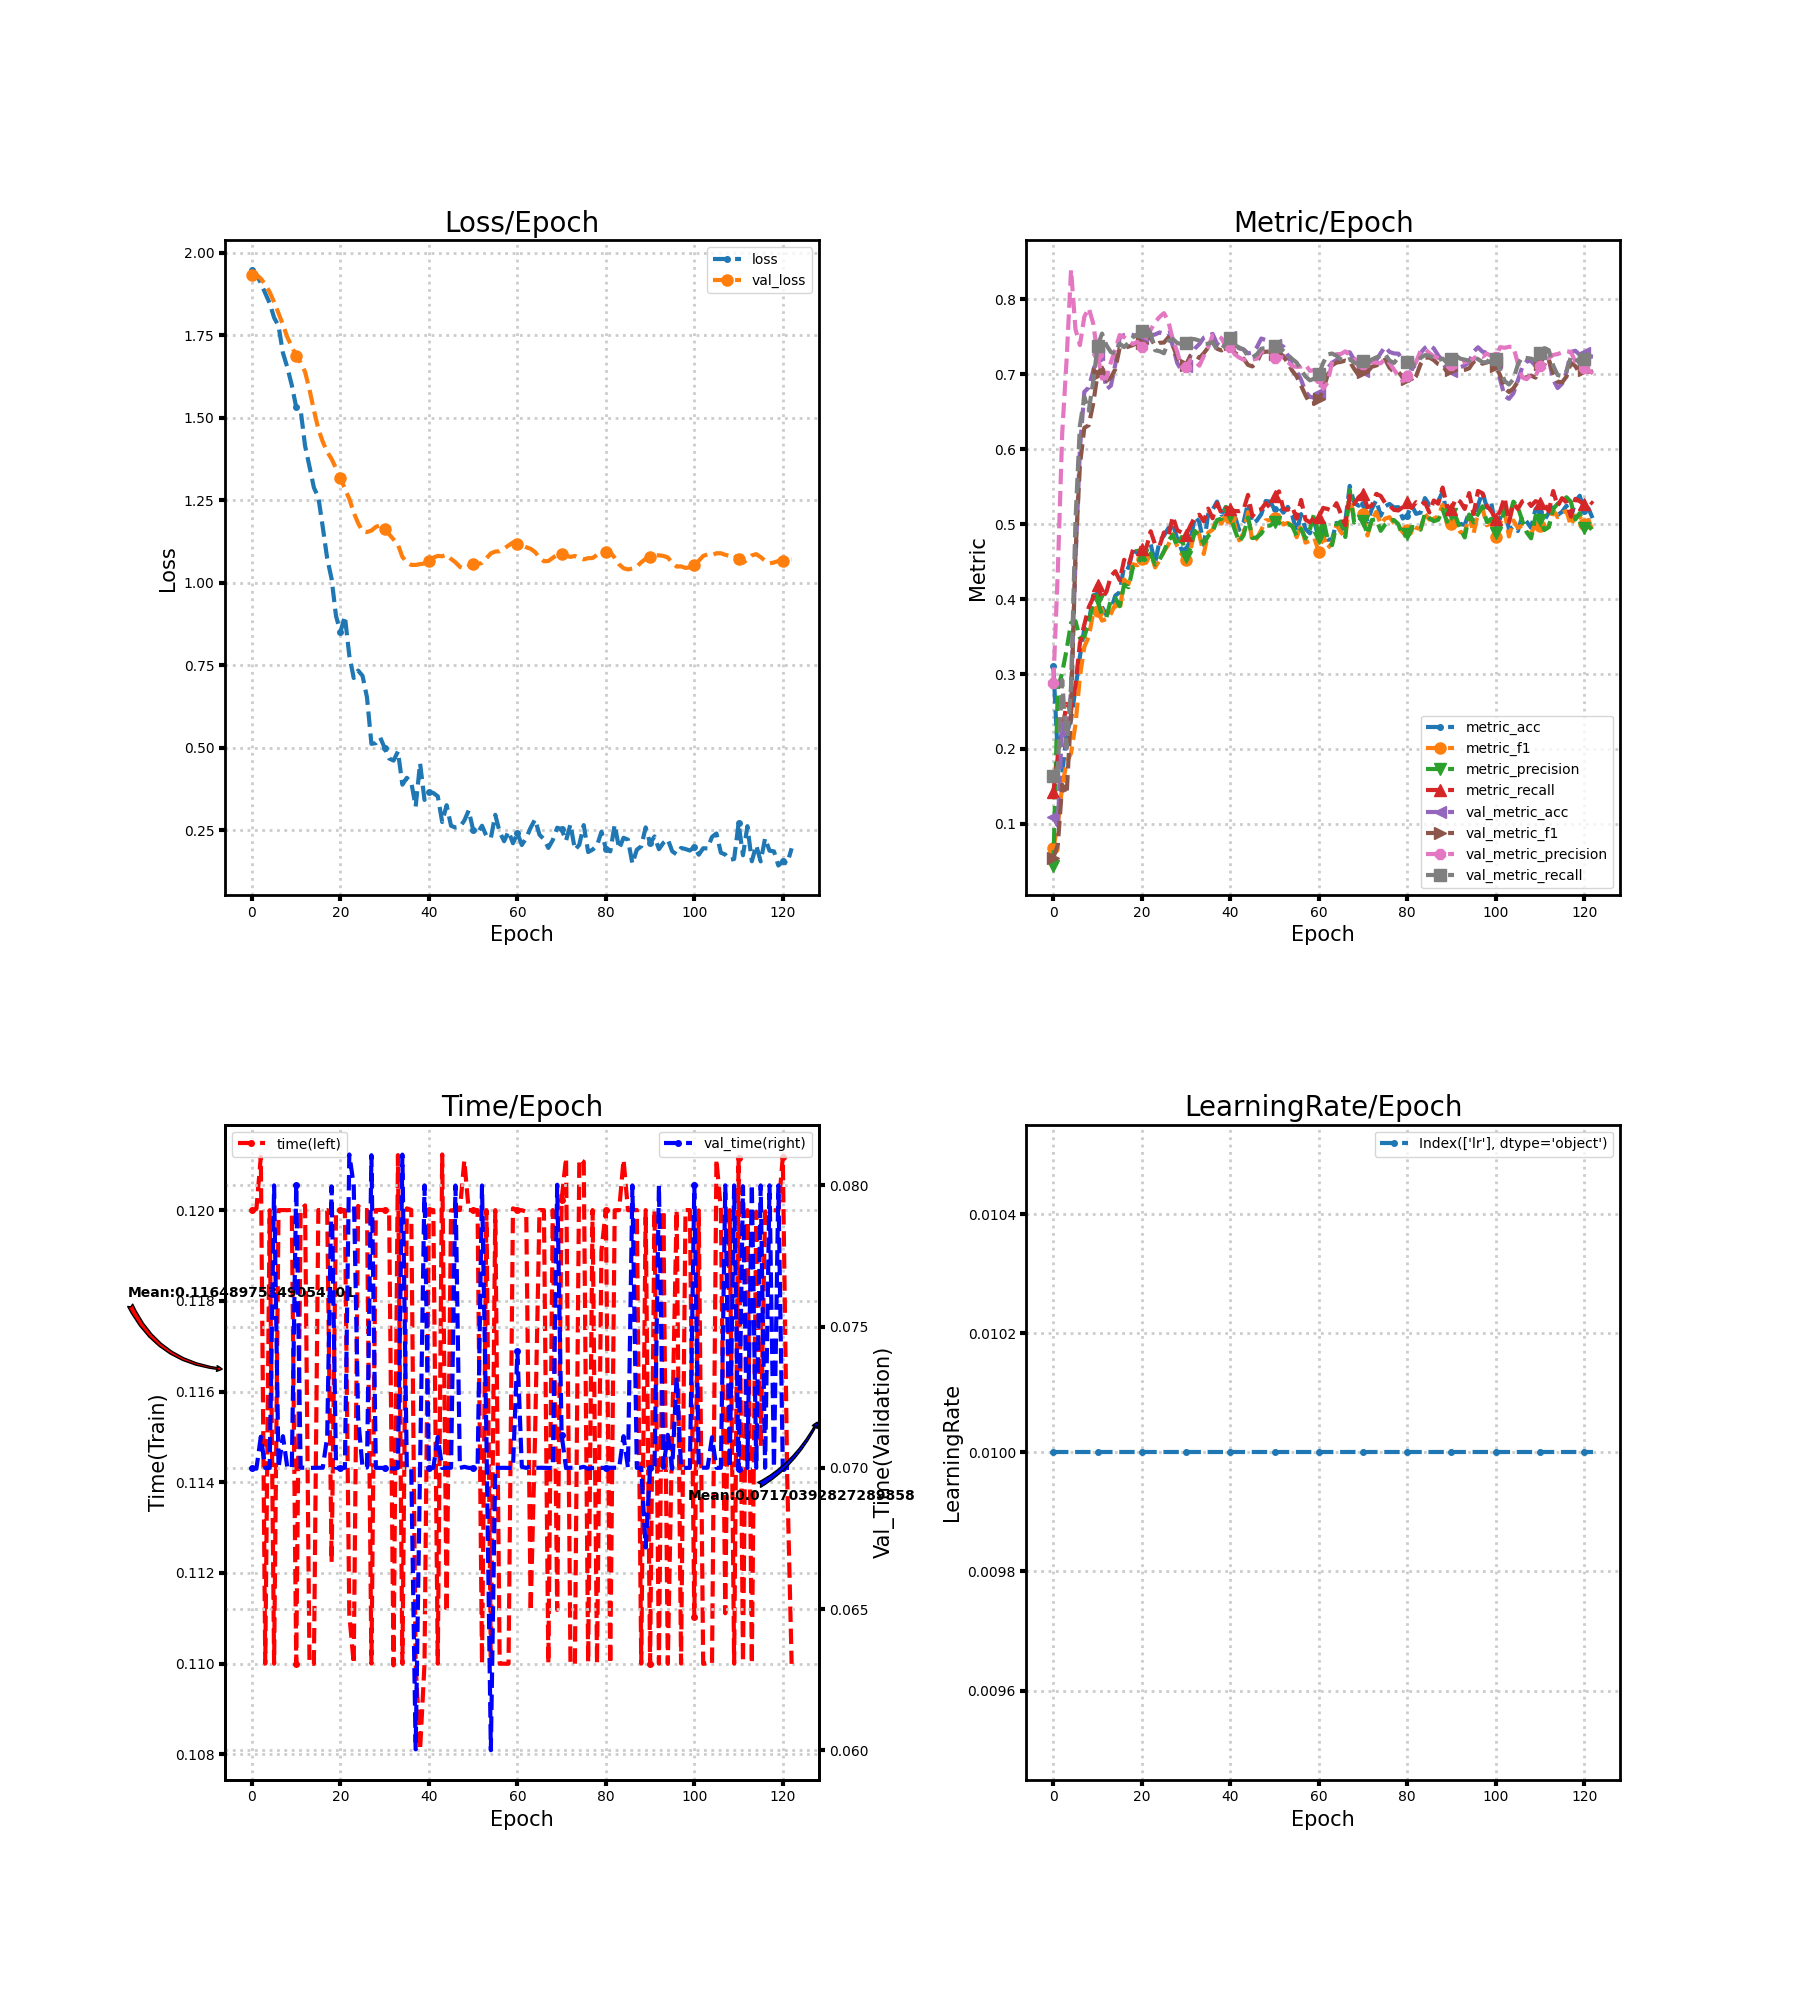 Loss/Epoch
2.00
1.75
1.50
1.25
1.00
0.75
0.50
0.25
Loss
loss
val_loss
0 20 40 60 80 100 120
Epoch
Metric/Epoch
0.8
0.7
0.6
0.5
0.4
0.3
0.2
0.1
Metric
metric_acc
metric_f1
metric_precision
metric_recall
val_metric_acc
val_metric_f1
val_metric_precision
val_metric_recall
0 20 40 60 80 100 120
Epoch
Time/Epoch
time(left)
val_time(right)
0.120
0.118
0.116
0.114
0.112
0.110
0.108
Time(Train)
0.080
0.075
0.070
0.065
0.060
Val_Time(Validation)
Mean:0.07170392827289858
0 20 40 60 80 100 120
Epoch
LearningRate/Epoch
Index(['lr'], dtype='object')
0.0104
0.0102
0.0100
0.0098
0.0096
LearningRate
0 20 40 60 80 100 120
Epoch